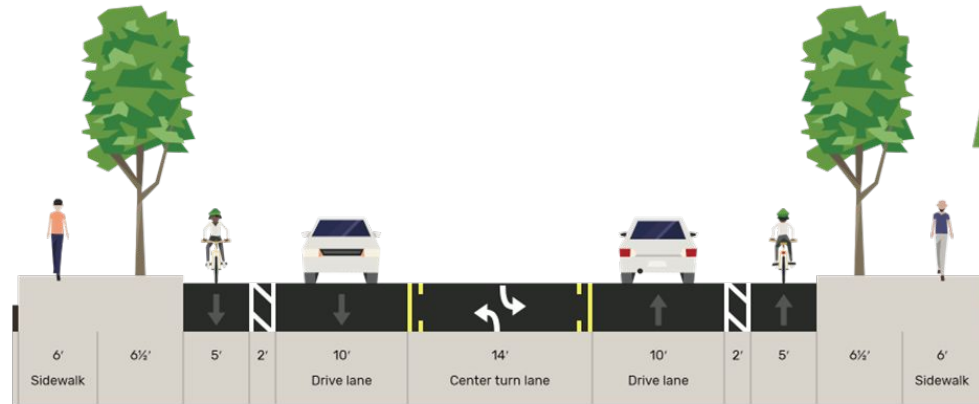 6' 6½' 5' 2' 10' 14' 10' 2' 5' 6½' 6'
Sidewalk Drive lane Center turn lane Drive lane Sidewalk